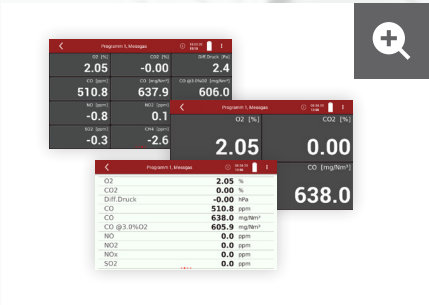 Programm 1, Messgas
O2 [%] CO2 [%] Diff.Druck [Pa]
2.05 -0.00 2.4
CO [ppm] CO [mg/Nm³] CO @3.0%O2 [mg/Nm³]
510.8 637.9 606.0
NO [ppm] NO2 [ppm]
-0.8 0.1
SO2 [ppm] CH4 [ppm]
-0.3 -2.6
Programm 1, Messgas
O2 [%] CO2 [%]
2.05 0.00
CO [mg/Nm³]
638.0
Programm 1, Messgas
O2 2.05 %
CO2 0.00 %
Diff.Druck -0.00 hPa
CO 510.8 ppm
CO 638.0 mg/Nm³
CO @3.0%O2 605.9 mg/Nm³
NO 0.0 ppm
NO2 0.0 ppm
NOx 0.0 ppm
SO2 0.0 ppm